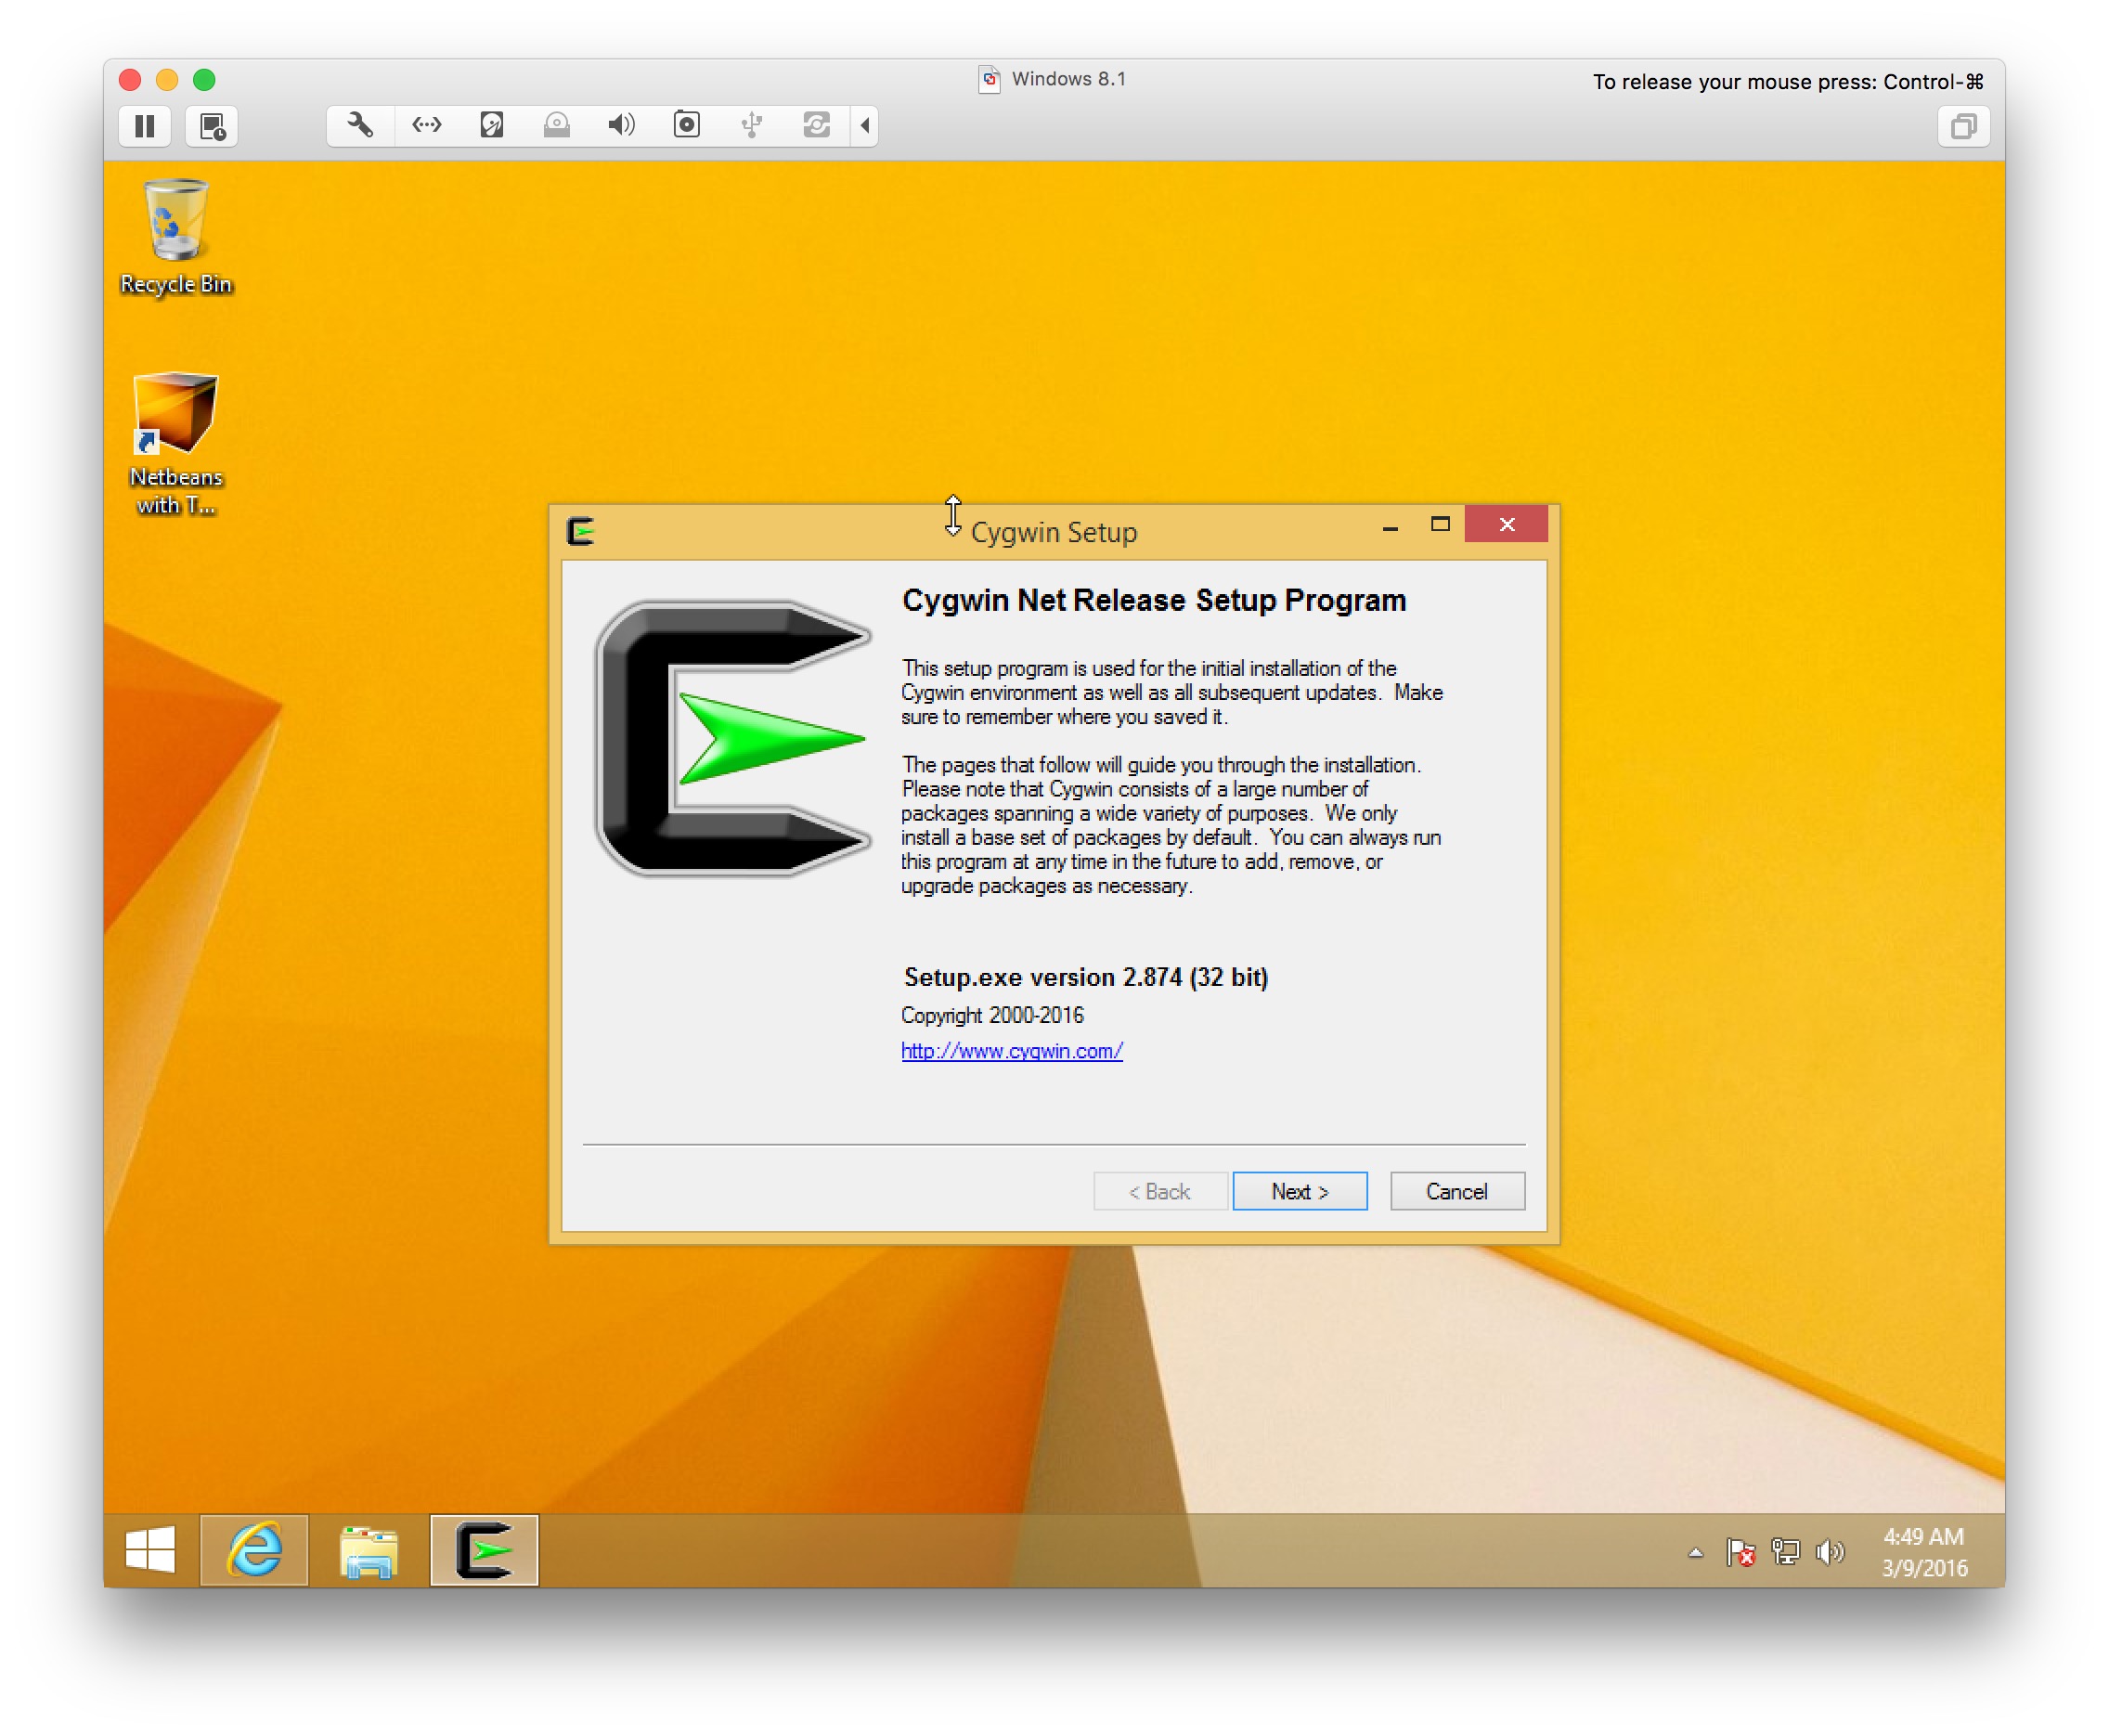 Windows 8.1
To release your mouse press: Control-⌘
Recycle Bin
Netbeans
with T...
Cygwin Setup
Cygwin Net Release Setup Program
This setup program is used for the initial installation of the
Cygwin environment as well as all subsequent updates.  Make
sure to remember where you saved it.
The pages that follow will guide you through the installation.
Please note that Cygwin consists of a large number of
packages spanning a wide variety of purposes.  We only
install a base set of packages by default.  You can always run
this program at any time in the future to add, remove, or
upgrade packages as necessary.
Setup.exe version 2.874 (32 bit)
Copyright 2000-2016
http://www.cygwin.com/
< Back
Next >
Cancel
4:49 AM
3/9/2016